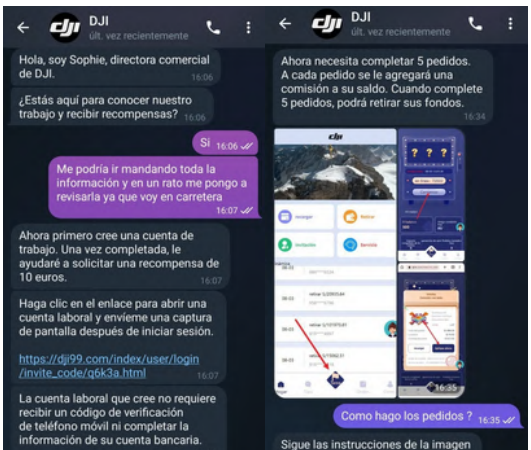 DJI
últ. vez recientemente
Hola, soy Sophie, directora comercial
de DJI.
16:06
¿Estás aquí para conocer nuestro
trabajo y recibir recompensas?
16:06
Si
16:06
Me podría ir mandando toda la
información y en un rato me pongo a
revisarla ya que voy en carretera
16:07
Ahora primero cree una cuenta de
trabajo. Una vez completada, le
ayudaré a solicitar una recompensa de
10 euros.
16:07
Haga clic en el enlace para abrir una
cuenta laboral y envíeme una captura
de pantalla después de iniciar sesión.
https://dji99.com/index/user/login
/invite_code/q6k3a.html
16:07
La cuenta laboral que cree no requiere
recibir un código de verificación
de teléfono móvil ni completar la
información de su cuenta bancaria.
DJI
últ. vez recientemente
Ahora necesita completar 5 pedidos.
A cada pedido se le agregará una
comisión a su saldo. Cuando complete
5 pedidos, podrá retirar sus fondos.
16:34
dji
? ? ?
16:35
Como hago los pedidos ?
16:35
Sigue las instrucciones de la imagen